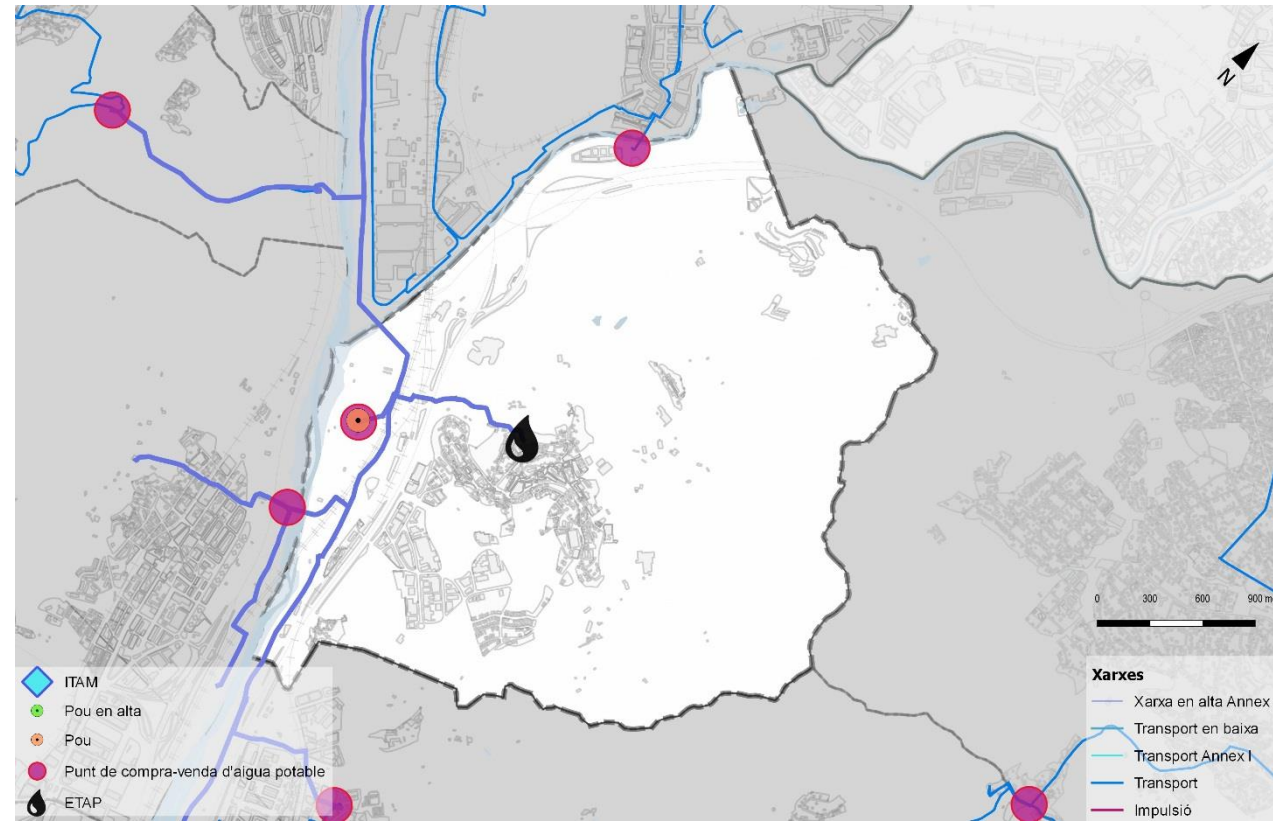 N
0 300 600 900 m
ITAM
Pou en alta
Pou
Punt de compra-venda d'aigua potable
ETAP
Xarxes
Xarxa en alta Annex
Transport en baixa
Transport Annex I
Transport
Impulsió